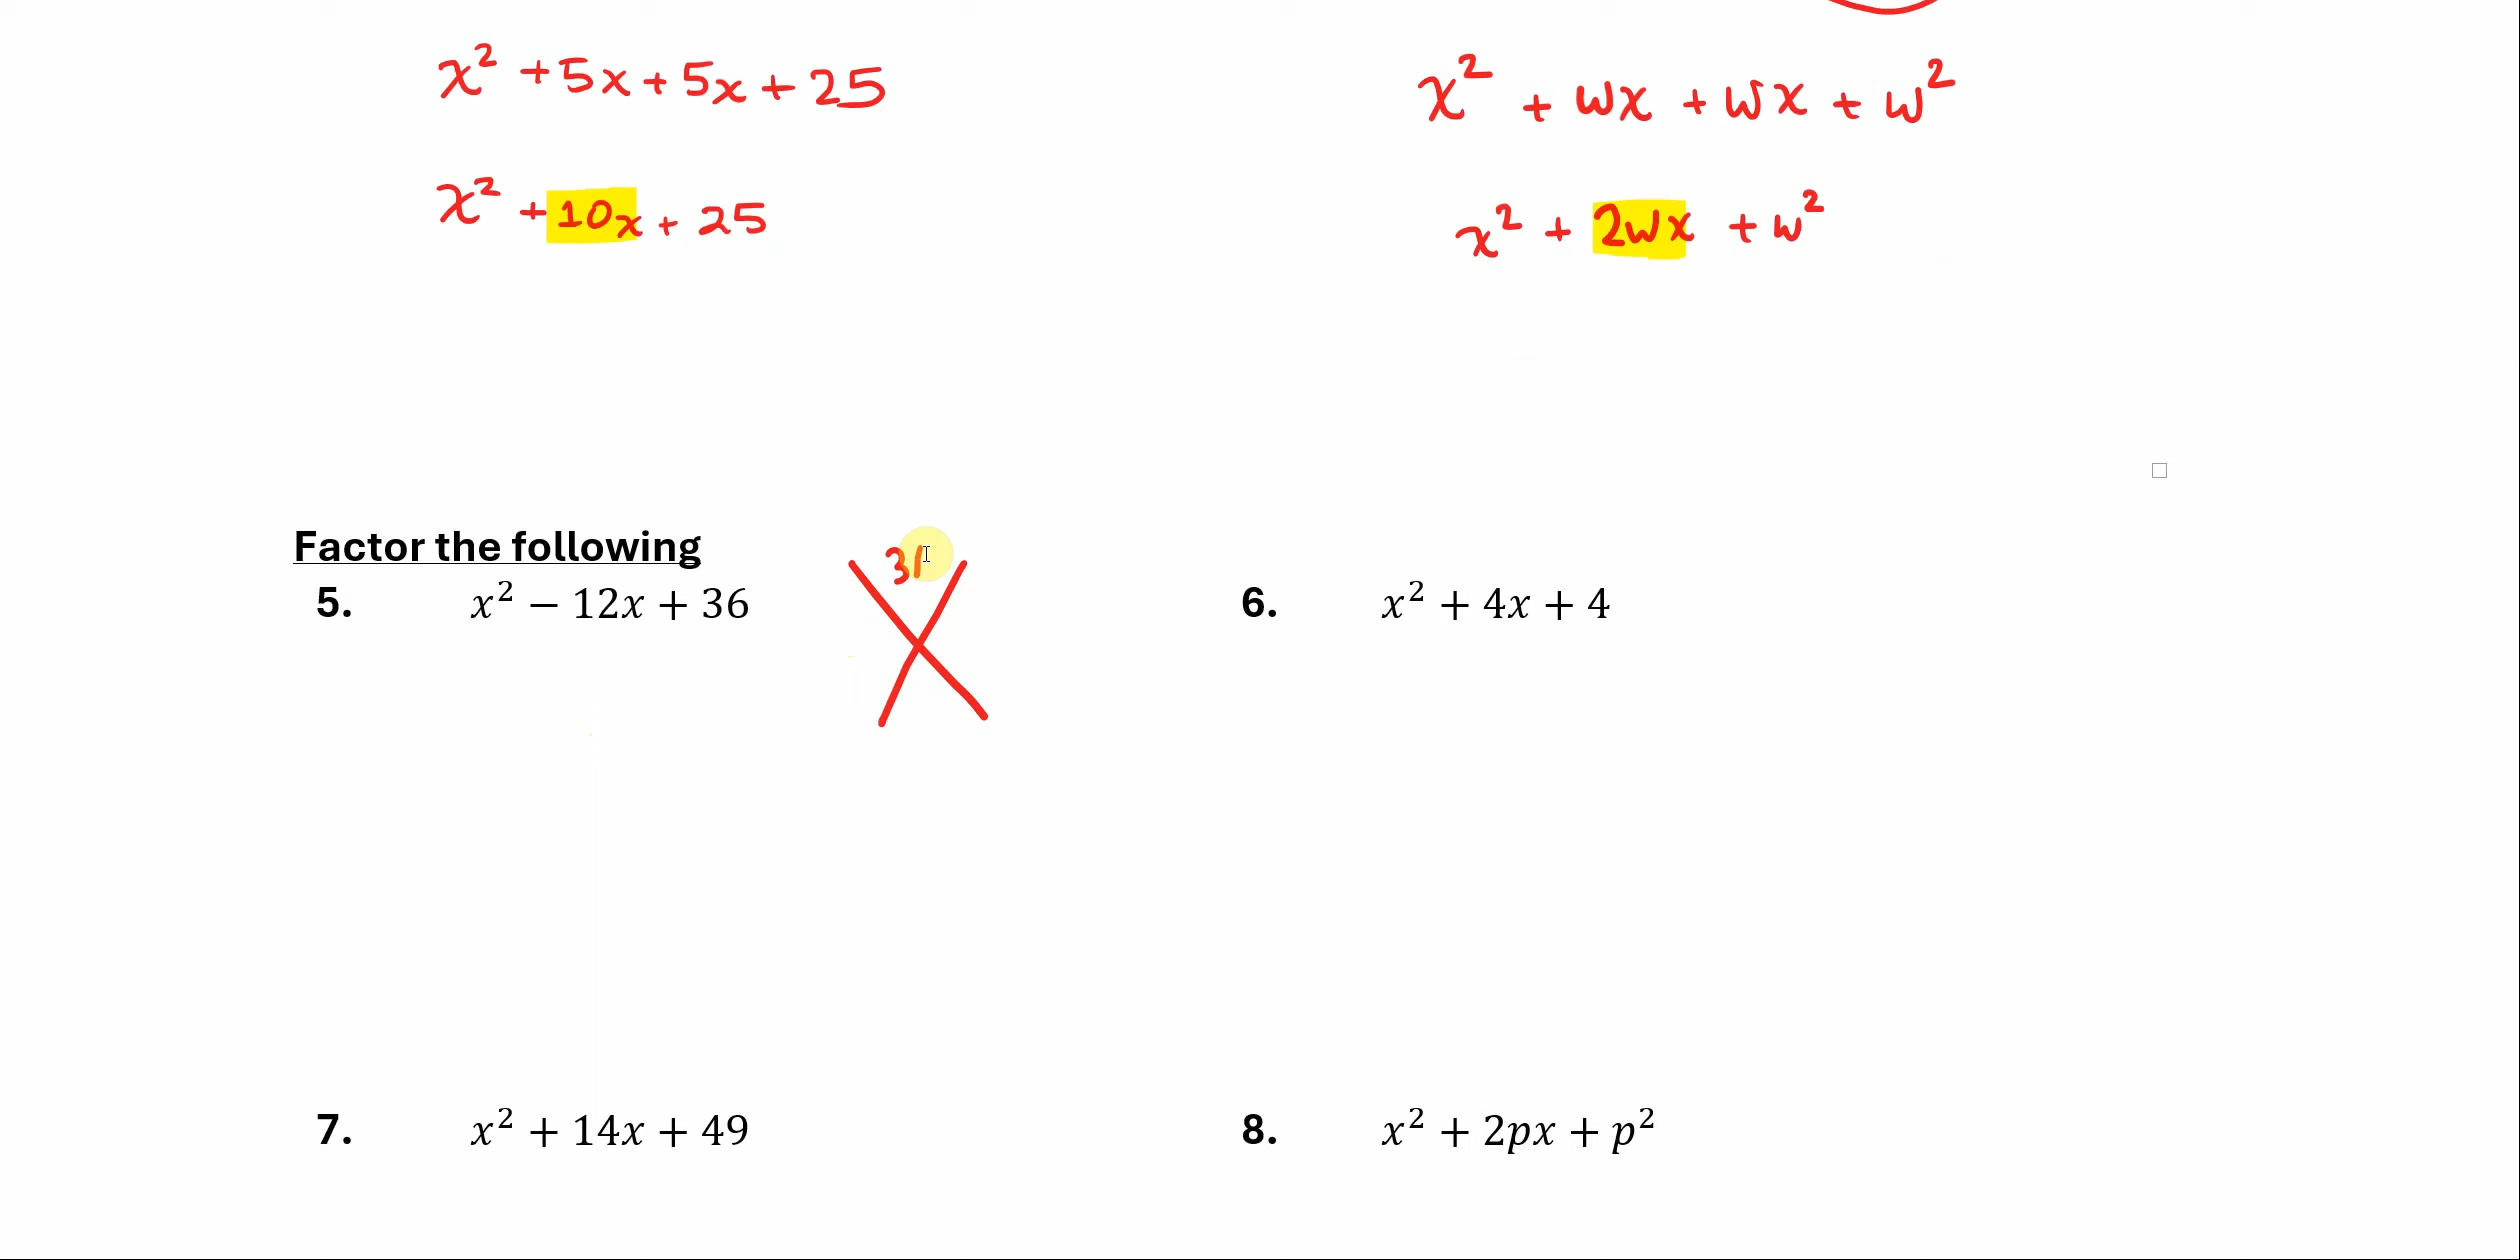 x² + 5x + 5x + 25
x² + 10x + 25
x² + wx + wx + w²
x² + 2wx + w²
Factor the following
5. x² − 12x + 36
31
6. x² + 4x + 4
7. x² + 14x + 49
8. x² + 2px + p²